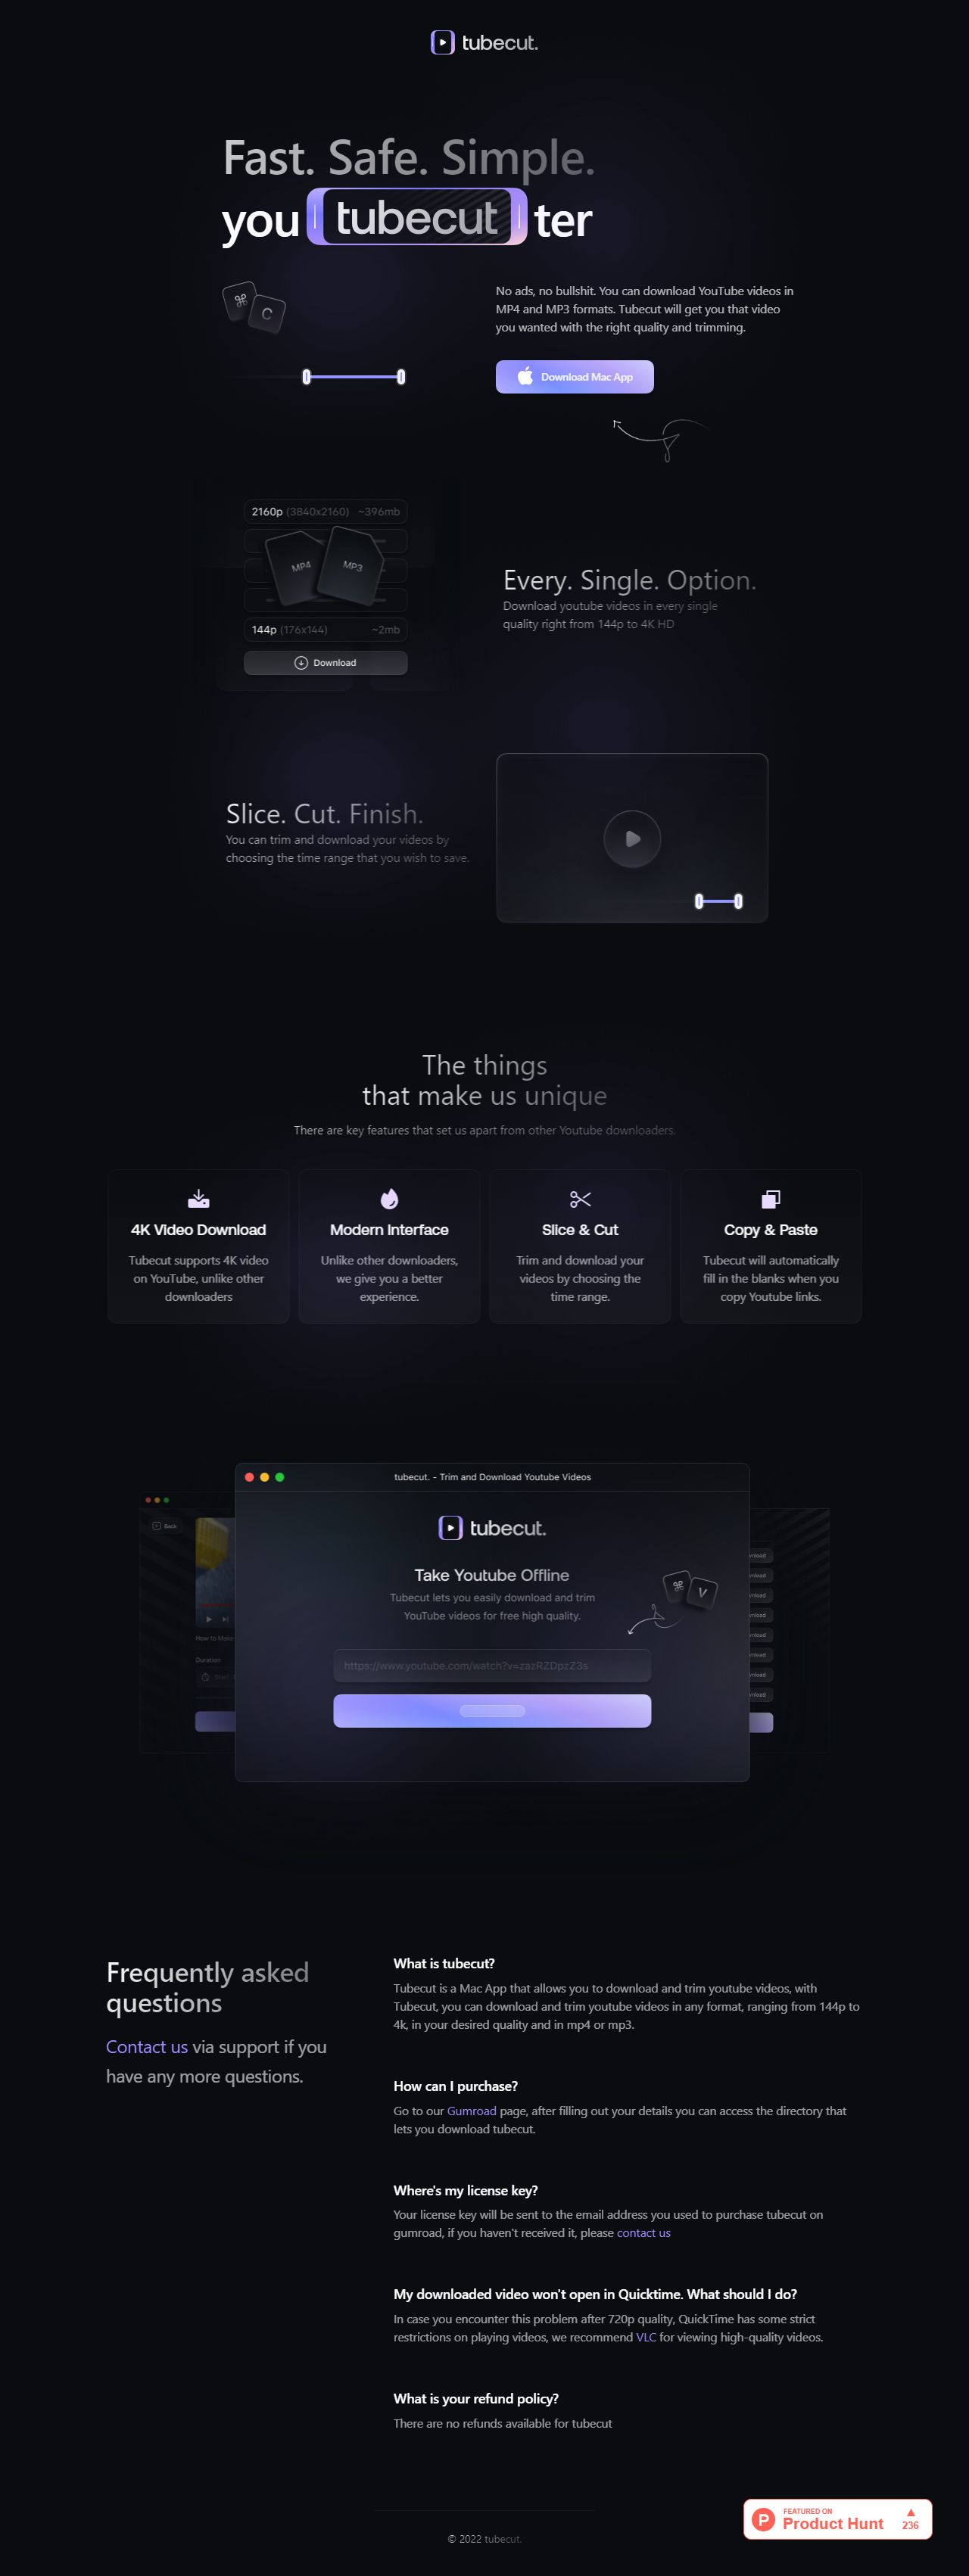 tubecut.
Fast. Safe. Simple.
you tubecut ter
⌘
C
No ads, no bullshit. You can download YouTube videos in
MP4 and MP3 formats. Tubecut will get you that video
you wanted with the right quality and trimming.
Download Mac App
2160p (3840x2160) ~396mb
MP4
MP3
144p (176x144) ~2mb
Download
Every. Single. Option.
Download youtube videos in every single
quality right from 144p to 4K HD
Slice. Cut. Finish.
You can trim and download your videos by
choosing the time range that you wish to save.
The things
that make us unique
There are key features that set us apart from other Youtube downloaders.
4K Video Download
Tubecut supports 4K video
on YouTube, unlike other
downloaders
Modern Interface
Unlike other downloaders,
we give you a better
experience.
Slice & Cut
Trim and download your
videos by choosing the
time range.
Copy & Paste
Tubecut will automatically
fill in the blanks when you
copy Youtube links.
tubecut. - Trim and Download Youtube Videos
Back
How to Make
Duration
Start
tubecut.
Take Youtube Offline
Tubecut lets you easily download and trim
YouTube videos for free high quality.
⌘
V
https://www.youtube.com/watch?v=zazRZDpzZ3s
Frequently asked
questions
Contact us via support if you
have any more questions.
What is tubecut?
Tubecut is a Mac App that allows you to download and trim youtube videos, with
Tubecut, you can download and trim youtube videos in any format, ranging from 144p to
4k, in your desired quality and in mp4 or mp3.
How can I purchase?
Go to our Gumroad page, after filling out your details you can access the directory that
lets you download tubecut.
Where's my license key?
Your license key will be sent to the email address you used to purchase tubecut on
gumroad, if you haven't received it, please contact us
My downloaded video won't open in Quicktime. What should I do?
In case you encounter this problem after 720p quality, QuickTime has some strict
restrictions on playing videos, we recommend VLC for viewing high-quality videos.
What is your refund policy?
There are no refunds available for tubecut
© 2022 tubecut.
P
FEATURED ON
Product Hunt
▲
236